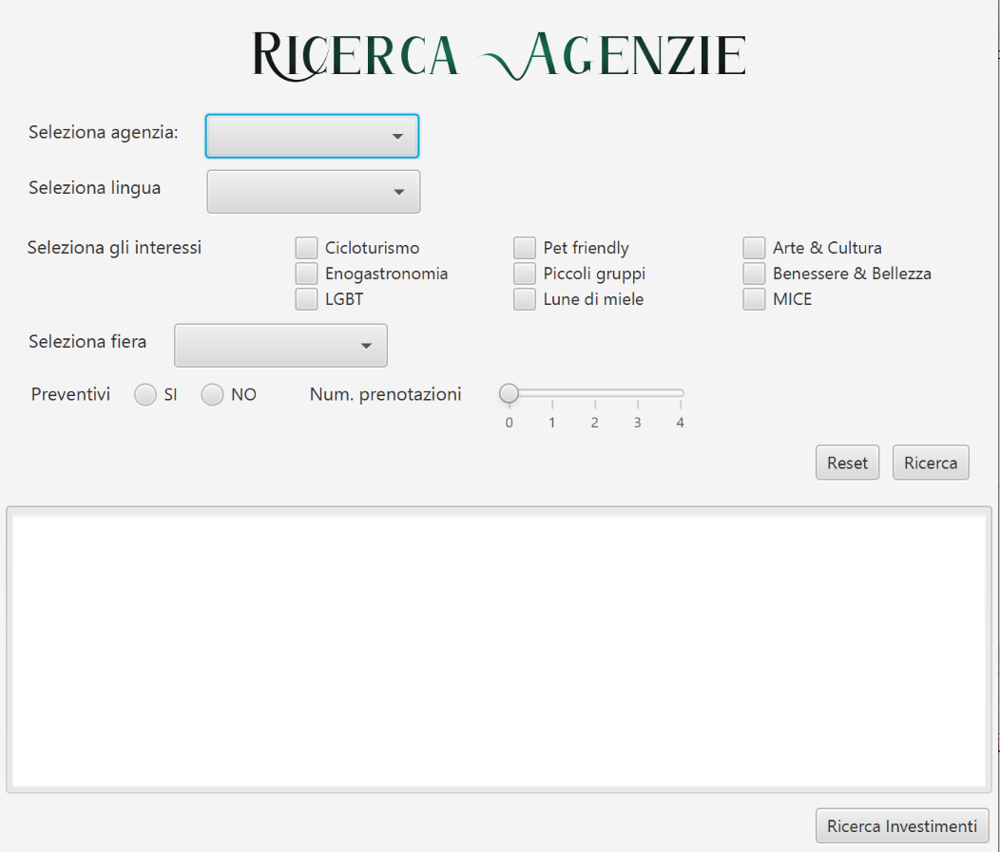 RICERCA AGENZIE
Seleziona agenzia:
Seleziona lingua
Seleziona gli interessi
Cicloturismo Pet friendly Arte & Cultura
Enogastronomia Piccoli gruppi Benessere & Bellezza
LGBT Lune di miele MICE
Seleziona fiera
Preventivi SI NO Num. prenotazioni
0 1 2 3 4
Reset Ricerca
Ricerca Investimenti